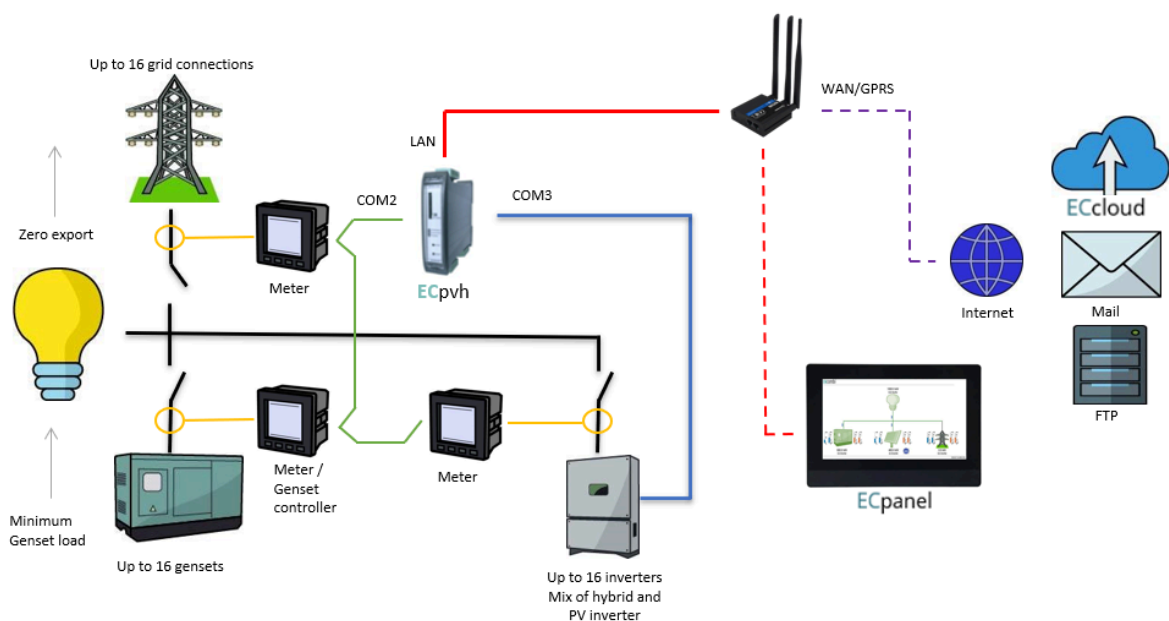 Up to 16 grid connections
WAN/GPRS
LAN
ECcloud
COM2
COM3
Zero export
Meter
ECpvh
Internet
Mail
FTP
Meter /
Genset
controller
Meter
ECpanel
Minimum
Genset load
Up to 16 gensets
Up to 16 inverters
Mix of hybrid and
PV inverter